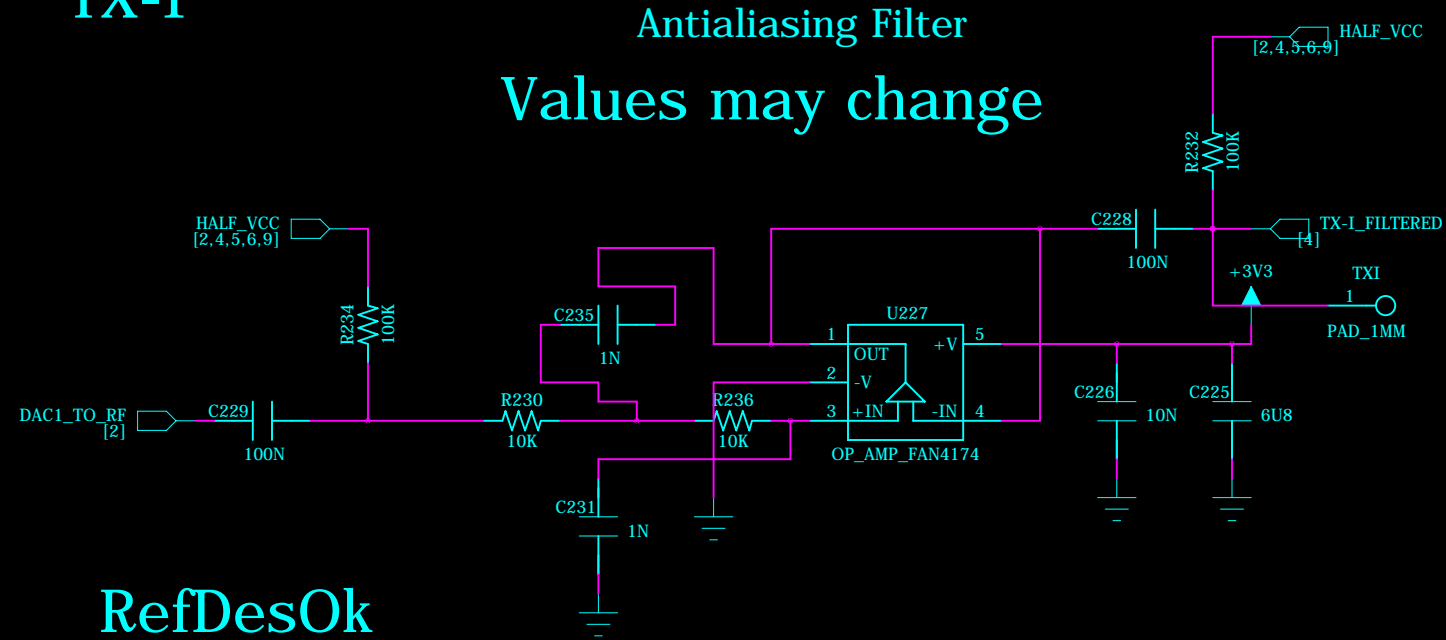 TX-I
Antialiasing Filter
HALF_VCC
[2,4,5,6,9]
Values may change
R232
100K
HALF_VCC
[2,4,5,6,9]
C228
100N
TX-I_FILTERED
[4]
+3V3
TXI
1
PAD_1MM
R234
100K
C235
1N
U227
1
OUT
+V
5
2
-V
3
+IN
-IN
4
OP_AMP_FAN4174
C226
10N
C225
6U8
DAC1_TO_RF
[2]
C229
100N
R230
10K
R236
10K
C231
1N
RefDesOk